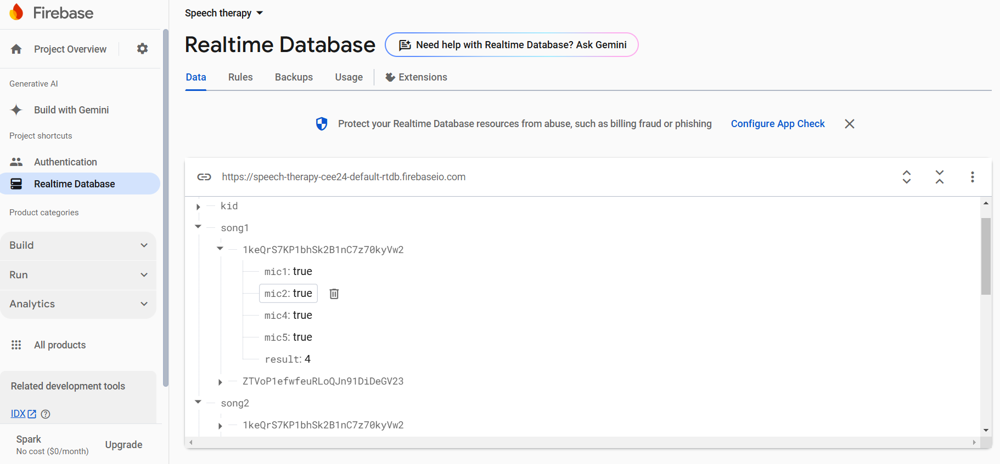 Firebase
Project Overview
Generative AI
Build with Gemini
Project shortcuts
Authentication
Realtime Database
Product categories
Build
Run
Analytics
All products
Related development tools
IDX
Spark
No cost ($0/month)
Upgrade
Speech therapy
Realtime Database
Need help with Realtime Database? Ask Gemini
Data Rules Backups Usage Extensions
Protect your Realtime Database resources from abuse, such as billing fraud or phishing Configure App Check
https://speech-therapy-cee24-default-rtdb.firebaseio.com
kid
song1
1keQrS7KP1bhSk2B1nC7z70kyVw2
mic1: true
mic2: true
mic4: true
mic5: true
result: 4
ZTVoP1efwfeuRLoQJn91DiDeGV23
song2
1keQrS7KP1bhSk2B1nC7z70kyVw2